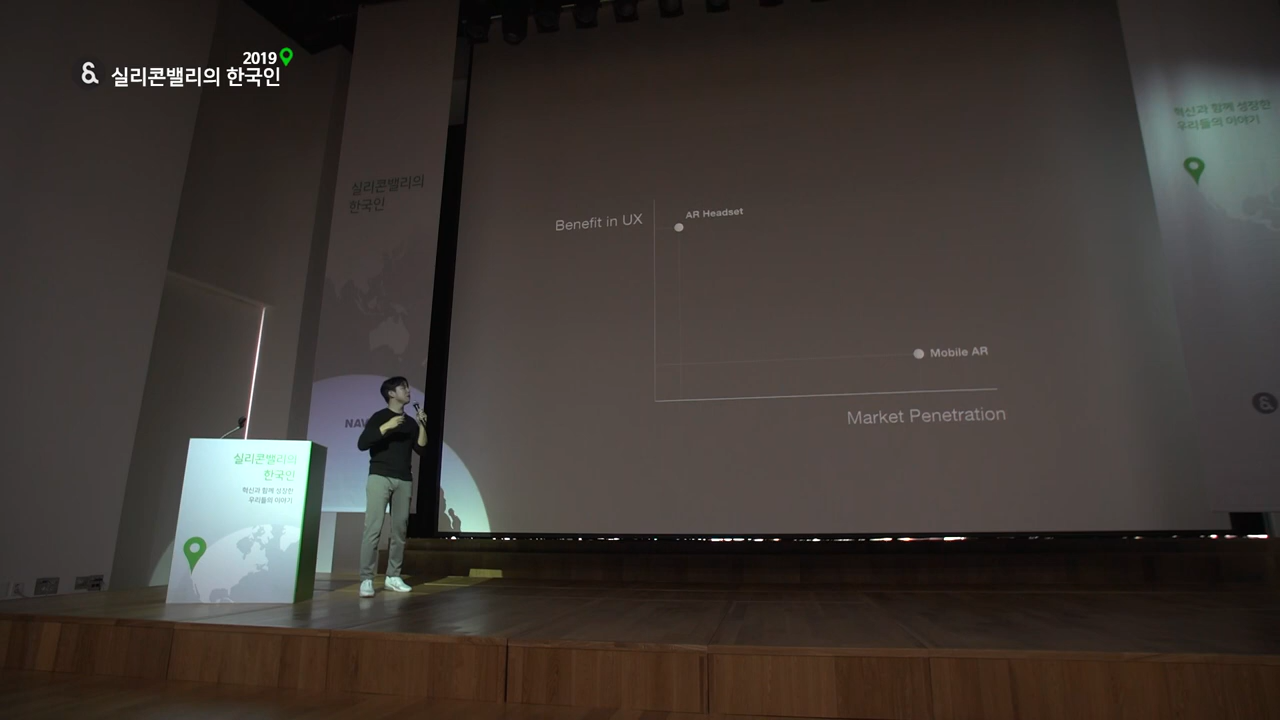 2019
& 실리콘밸리의 한국인
실리콘밸리의
한국인
혁신과 함께 성장한
우리들의 이야기
Benefit in UX
AR Headset
Mobile AR
Market Penetration
NAV
실리콘밸리의
한국인
혁신과 함께 성장한
우리들의 이야기
&